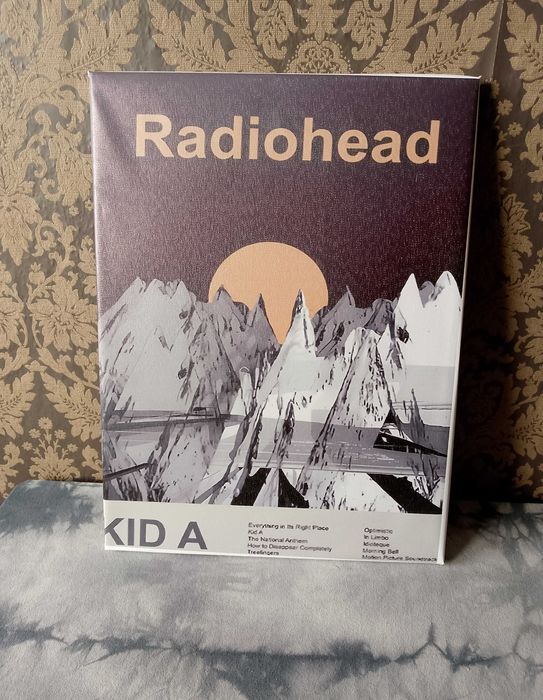 Radiohead
KID A
Everything in Its Right Place
Kid A
The National Anthem
How to Disappear Completely
Treefingers
Optimistic
In Limbo
Idioteque
Morning Bell
Motion Picture Soundtrack